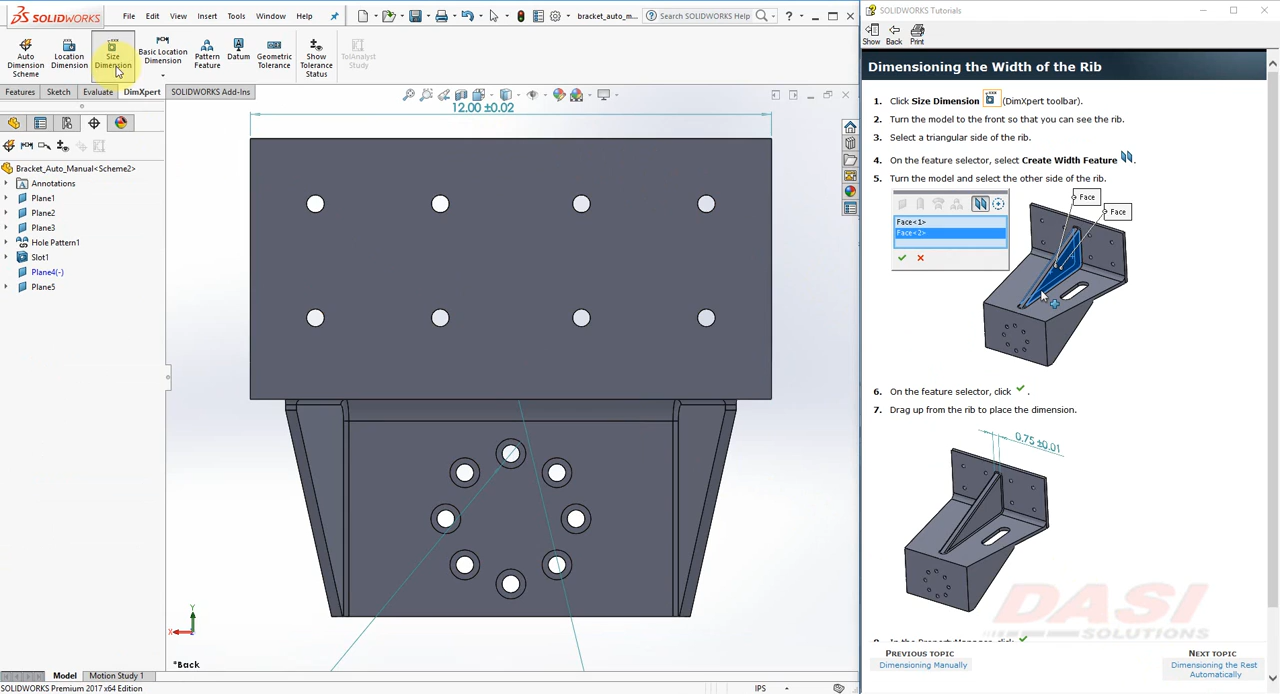 SOLIDWORKS
File Edit View Insert Tools Window Help
bracket_auto_m...
Search SOLIDWORKS Help
?
Auto Dimension Scheme
Location Dimension
Size Dimension
Basic Location Dimension
Pattern Feature
Datum
Geometric Tolerance
Show Tolerance Status
TolAnalyst Study
Features Sketch Evaluate DimXpert SOLIDWORKS Add-Ins
Bracket_Auto_Manual<Scheme2>
Annotations
Plane1
Plane2
Plane3
Hole Pattern1
Slot1
Plane4(-)
Plane5
12.00 ±0.02
Y
X
*Back
Model Motion Study 1
SOLIDWORKS Premium 2017 x64 Edition
IPS
SOLIDWORKS Tutorials
Show Back Print
Dimensioning the Width of the Rib
1. Click Size Dimension (DimXpert toolbar).
2. Turn the model to the front so that you can see the rib.
3. Select a triangular side of the rib.
4. On the feature selector, select Create Width Feature .
5. Turn the model and select the other side of the rib.
Face<1>
Face<2>
Face
Face
6. On the feature selector, click .
7. Drag up from the rib to place the dimension.
0.75 ±0.01
8. In the PropertyManager, click
DASI
SOLUTIONS
PREVIOUS TOPIC
Dimensioning Manually
NEXT TOPIC
Dimensioning the Rest
Automatically